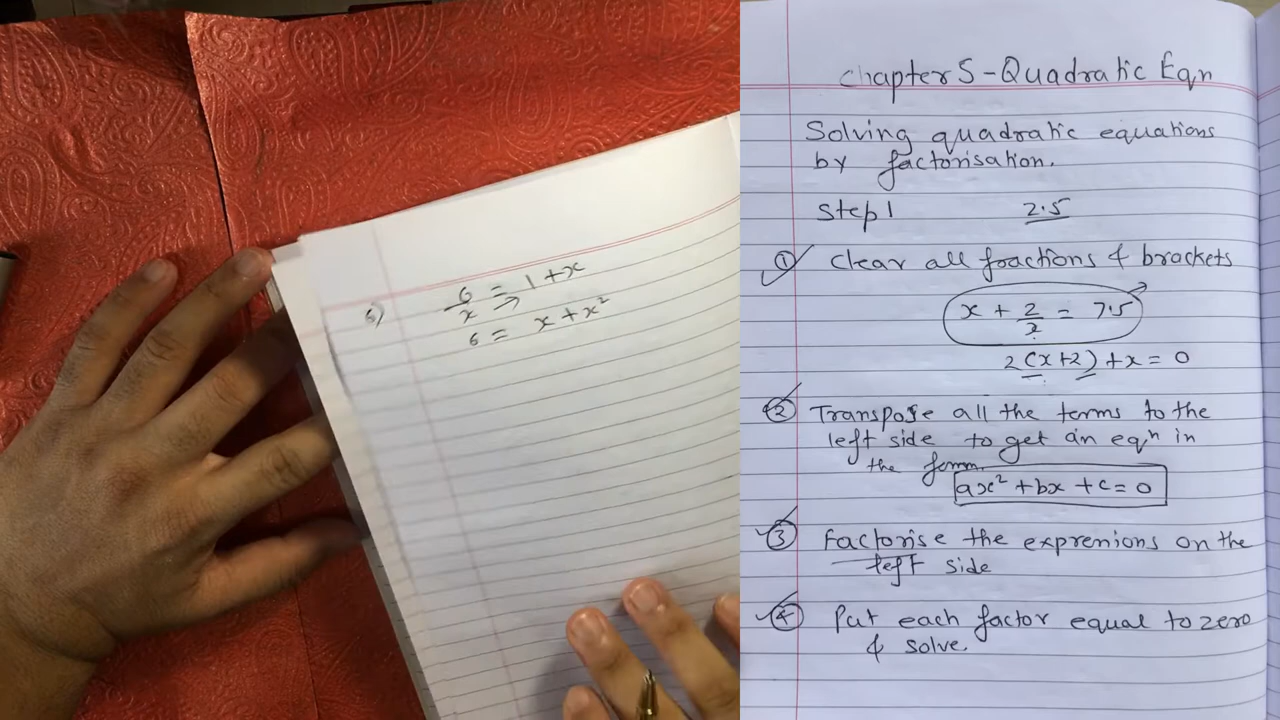 6) 6/x = 1 + x
6 = x + x²
Chapter 5 - Quadratic Eqn
Solving quadratic equations
by factorisation.
Step 1 2.5
① Clear all fractions & brackets
x + 2/x = 7.5
2(x+2) + x = 0
② Transpose all the terms to the
left side to get an eqⁿ in
the form
ax² + bx + c = 0
③ Factorise the exprenions on the
left side
④ Put each factor equal to zero
& solve.